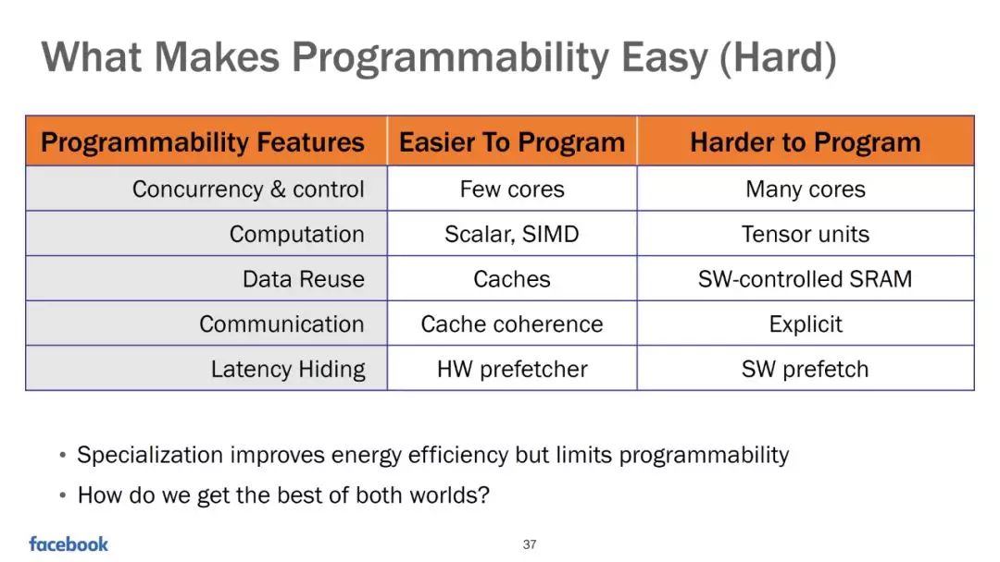 What Makes Programmability Easy (Hard)
Programmability Features Easier To Program Harder to Program
Concurrency & control Few cores Many cores
Computation Scalar, SIMD Tensor units
Data Reuse Caches SW-controlled SRAM
Communication Cache coherence Explicit
Latency Hiding HW prefetcher SW prefetch
• Specialization improves energy efficiency but limits programmability
• How do we get the best of both worlds?
facebook 37